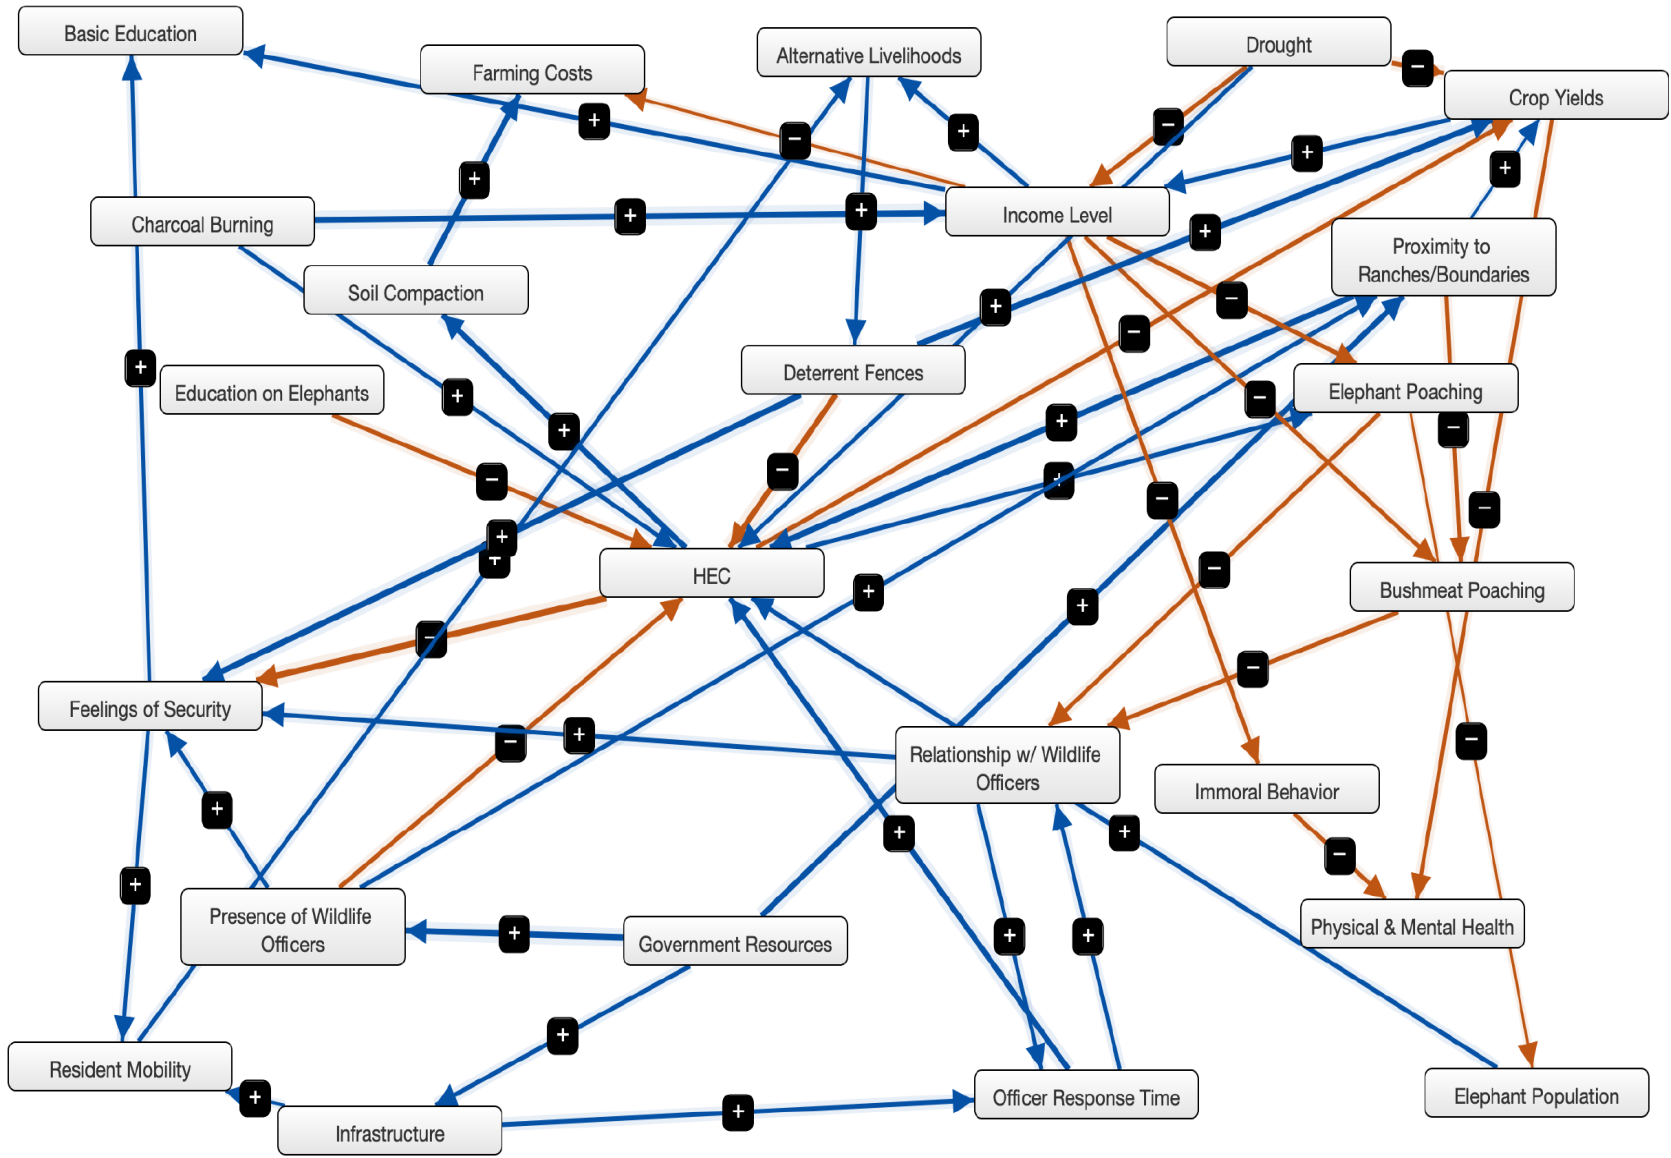 Basic Education
Farming Costs
Alternative Livelihoods
Drought
Crop Yields
Charcoal Burning
Income Level
Proximity to
Ranches/Boundaries
Soil Compaction
Education on Elephants
Deterrent Fences
Elephant Poaching
HEC
Bushmeat Poaching
Feelings of Security
Relationship w/ Wildlife
Officers
Immoral Behavior
Presence of Wildlife
Officers
Government Resources
Physical & Mental Health
Resident Mobility
Infrastructure
Officer Response Time
Elephant Population